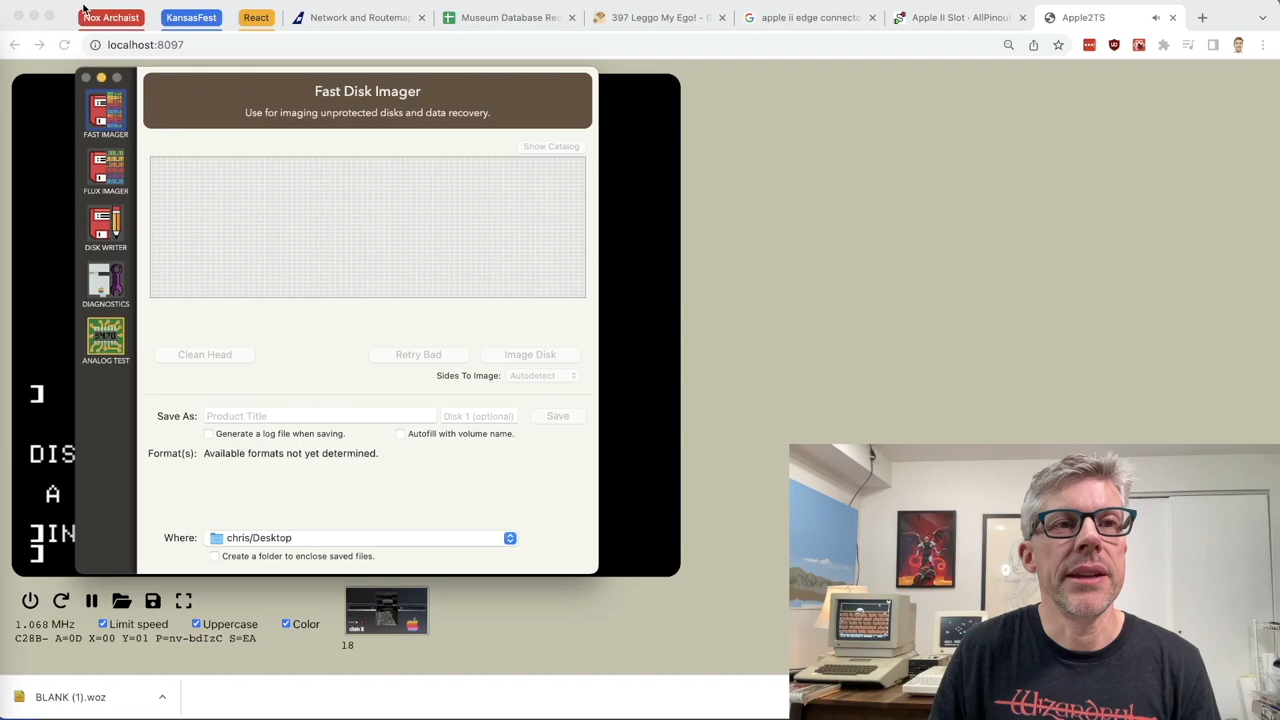 Nox Archaist
KansasFest
React
Network and Routemap
Museum Database Re
397 Leggo My Ego! - G
apple ii edge connecto
Apple II Slot - AllPinout
Apple2TS
localhost:8097
Fast Disk Imager
Use for imaging unprotected disks and data recovery.
FAST IMAGER
FLUX IMAGER
DISK WRITER
DIAGNOSTICS
ANALOG TEST
Show Catalog
Clean Head
Retry Bad
Image Disk
Sides To Image:
Autodetect
Save As:
Product Title
Disk 1 (optional)
Save
Generate a log file when saving.
Autofill with volume name.
Format(s):
Available formats not yet determined.
Where:
chris/Desktop
Create a folder to enclose saved files.
]
DIS
A
]IN
]
1.068 MHz
Limit speed
Uppercase
Color
C28B- A=0D X=00 Y=01 P=nv-bdIzC S=EA
disk II
18
BLANK (1).woz
Wizardry